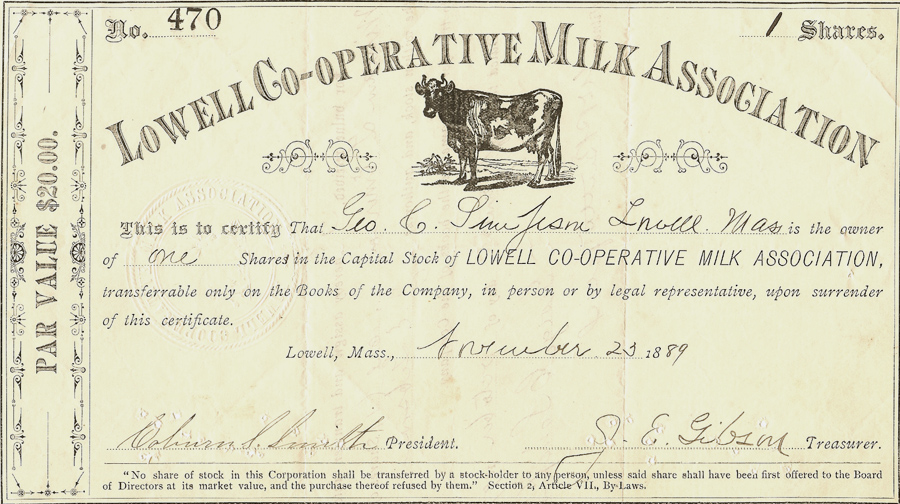 No. 470
1 Shares.
LOWELL CO-OPERATIVE MILK ASSOCIATION
PAR VALUE $20.00.
This is to certify That Geo. C. Simpson Lowell. Mass is the owner
of one Shares in the Capital Stock of LOWELL CO-OPERATIVE MILK ASSOCIATION,
transferrable only on the Books of the Company, in person or by legal representative, upon surrender
of this certificate.
Lowell, Mass., November 23 1889
Coburn S. Smith President.
J. E. Gibson Treasurer.
"No share of stock in this Corporation shall be transferred by a stock-holder to any person, unless said share shall have been first offered to the Board
of Directors at its market value, and the purchase thereof refused by them." Section 2, Article VII., By-Laws.